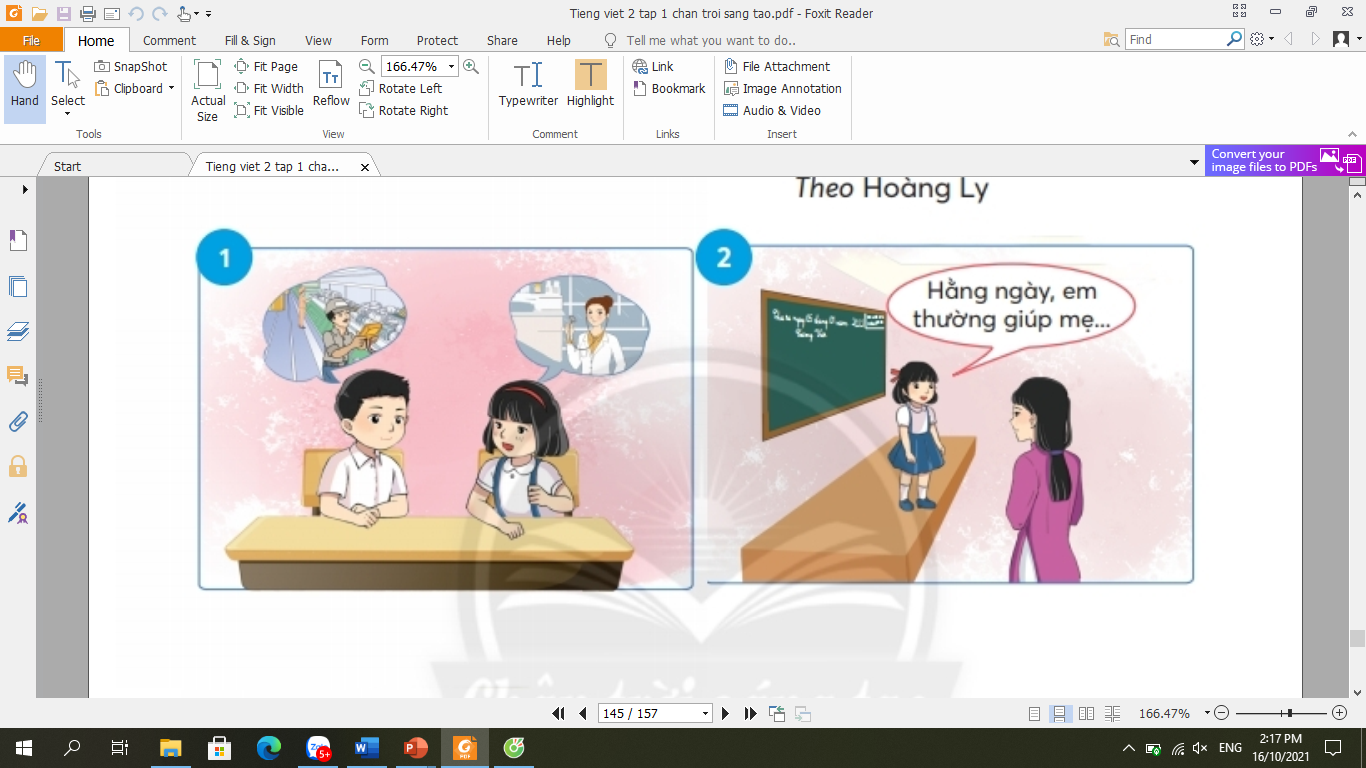 Tieng viet 2 tap 1 chan troi sang tao.pdf - Foxit Reader
File Home Comment Fill & Sign View Form Protect Share Help Tell me what you want to do.. Find
Hand
Select
SnapShot
Clipboard
Actual Size
Fit Page
Fit Width
Fit Visible
Reflow
166.47%
Rotate Left
Rotate Right
Typewriter
Highlight
Link
Bookmark
File Attachment
Image Annotation
Audio & Video
Tools View Comment Links Insert
Start
Tieng viet 2 tap 1 cha...
Convert your
image files to PDFs
Theo Hoàng Ly
1
2
Hằng ngày, em
thường giúp mẹ...
Chân trời sáng tạo
145 / 157
166.47%
5+
ENG
2:17 PM
16/10/2021